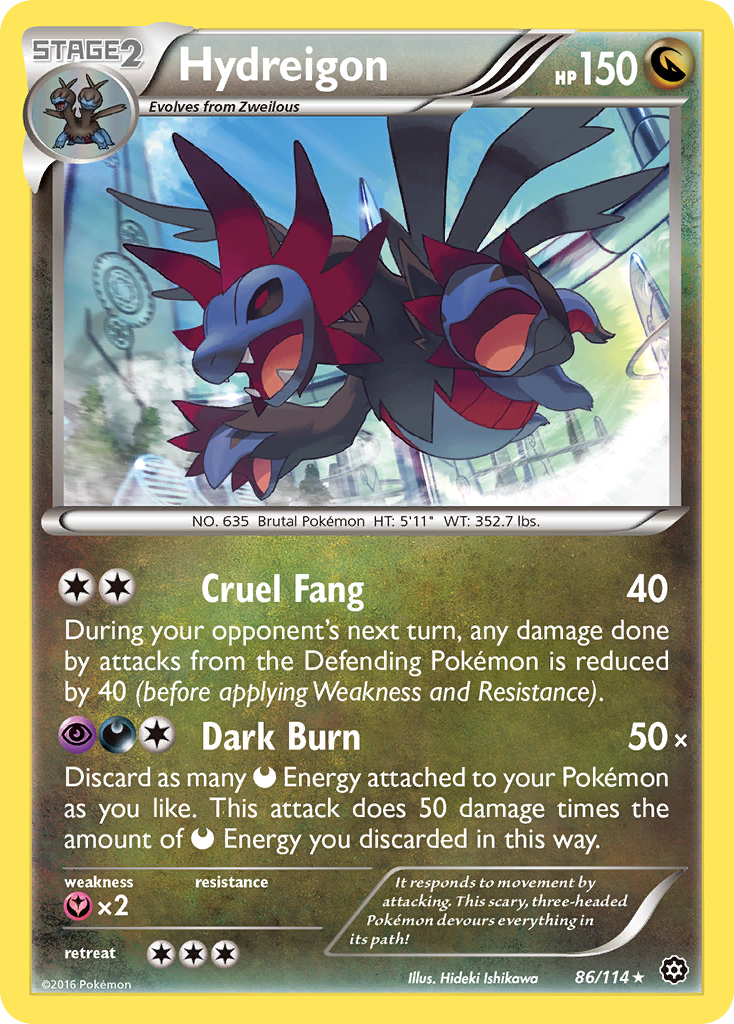 STAGE2
Hydreigon
HP150
Evolves from Zweilous
NO. 635 Brutal Pokémon HT: 5'11" WT: 352.7 lbs.
Cruel Fang 40
During your opponent's next turn, any damage done
by attacks from the Defending Pokémon is reduced
by 40 (before applying Weakness and Resistance).
Dark Burn 50×
Discard as many Energy attached to your Pokémon
as you like. This attack does 50 damage times the
amount of Energy you discarded in this way.
weakness resistance
×2
It responds to movement by
attacking. This scary, three-headed
Pokémon devours everything in
its path!
retreat
©2016 Pokémon
Illus. Hideki Ishikawa
86/114★